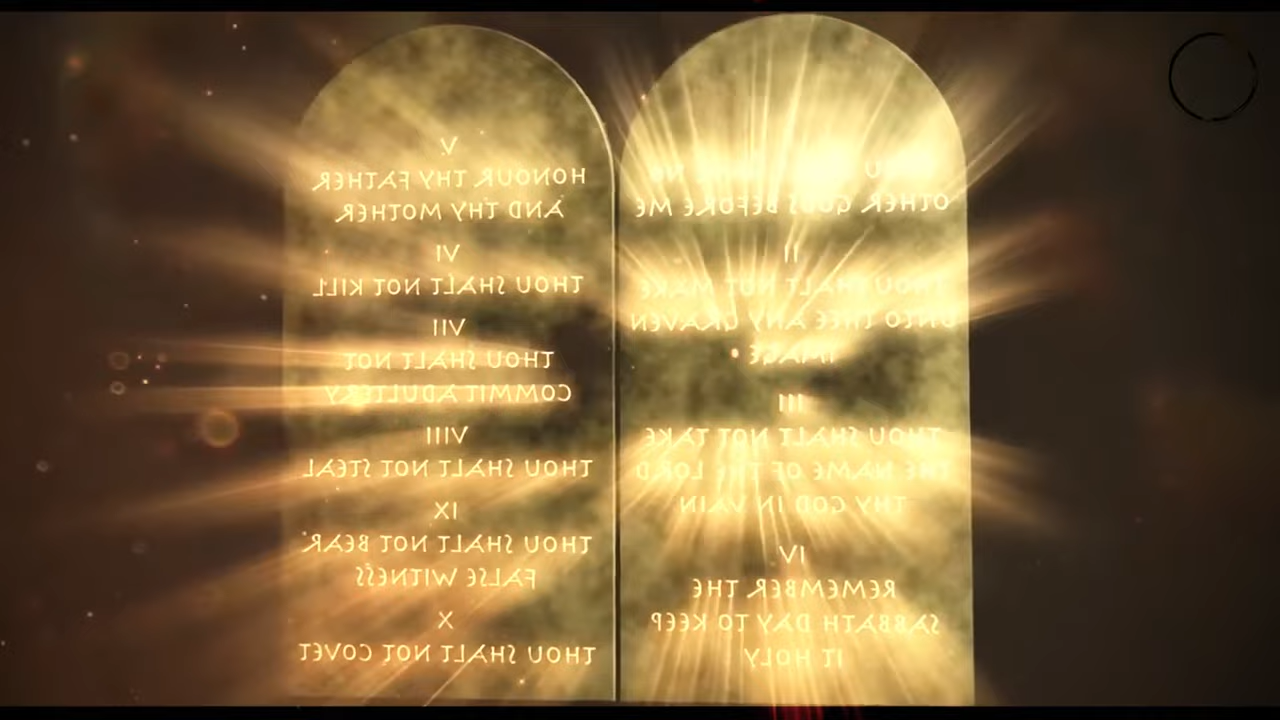 NO
OTHER GODS BEFORE ME
II
THOU SHALT NOT MAKE
UNTO THEE ANY GRAVEN
IMAGE
III
THOU SHALT NOT TAKE
THE NAME OF THE LORD
THY GOD IN VAIN
IV
REMEMBER THE
SABBATH DAY TO KEEP
IT HOLY
V
HONOUR THY FATHER
AND THY MOTHER
VI
THOU SHALT NOT KILL
VII
THOU SHALT NOT
COMMIT ADULTERY
VIII
THOU SHALT NOT STEAL
IX
THOU SHALT NOT BEAR
FALSE WITNESS
X
THOU SHALT NOT COVET